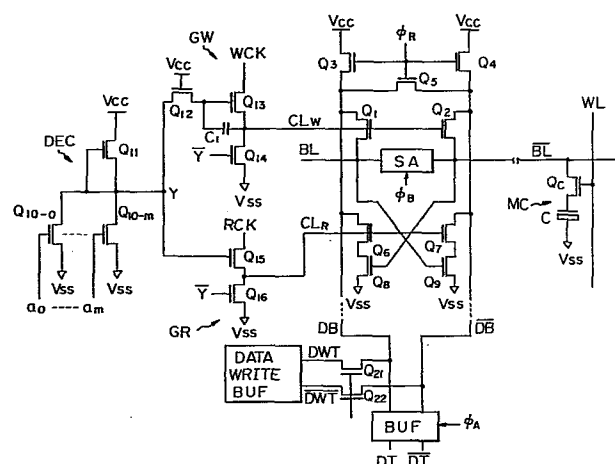 VCC
φR
VCC
GW
WCK
Q3
Q4
VCC
Q5
VCC
Q13
Q12
Q1
Q2
WL
DEC
C1
CLW
Q11
BL
SA
B̅L̅
Y̅
Q14
φB
QC
Y
MC
C
Q10-0
Q10-m
VSS
VSS
RCK
CLR
Q15
Q6
Q7
VSS
VSS
Q8
Q9
Y̅
Q16
VSS
VSS
a0 ---- am
GR
VSS
DB
D̅B̅
DATA
WRITE
BUF
DWT
Q21
D̅W̅T̅
Q22
BUF
φA
DT
D̅T̅